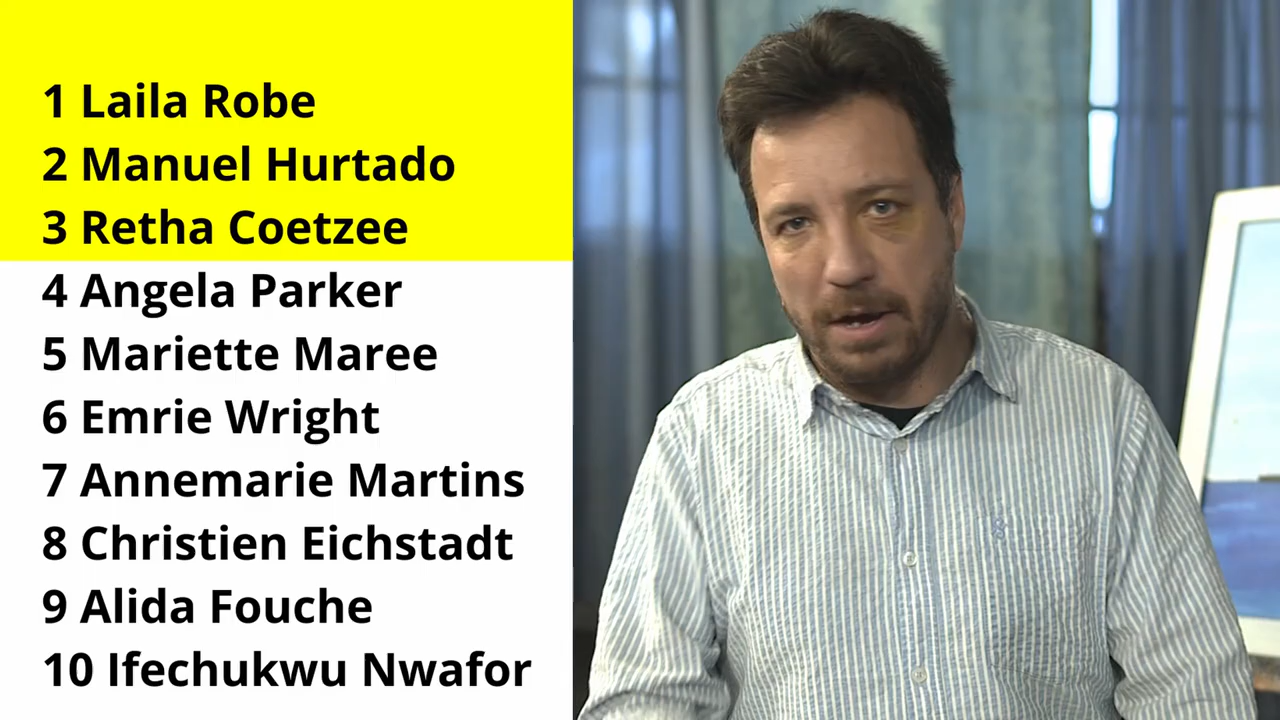 1 Laila Robe
2 Manuel Hurtado
3 Retha Coetzee
4 Angela Parker
5 Mariette Maree
6 Emrie Wright
7 Annemarie Martins
8 Christien Eichstadt
9 Alida Fouche
10 Ifechukwu Nwafor